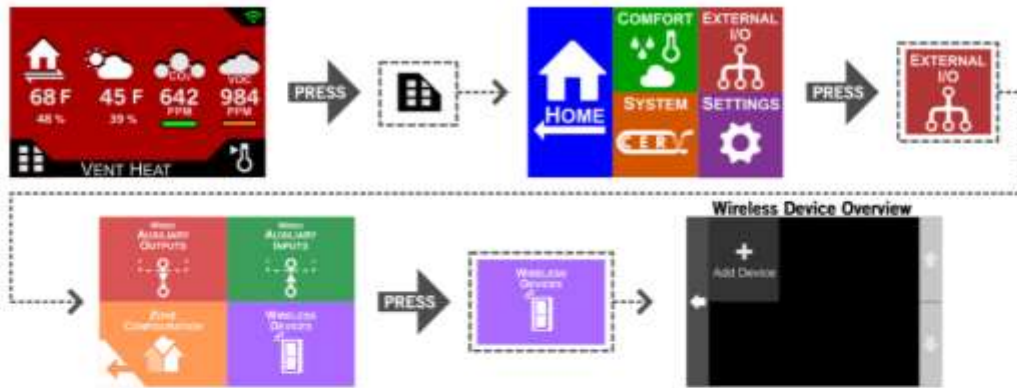 68 F
48 %
45 F
39 %
CO₂
642
PPM
VOC
984
PPM
VENT HEAT
PRESS
HOME
COMFORT
EXTERNAL
I/O
SYSTEM
CERV
SETTINGS
PRESS
EXTERNAL
I/O
WIRED
AUXILIARY
OUTPUTS
WIRED
AUXILIARY
INPUTS
ZONE
CONFIGURATION
WIRELESS
DEVICES
PRESS
WIRELESS
DEVICES
Wireless Device Overview
+
Add Device